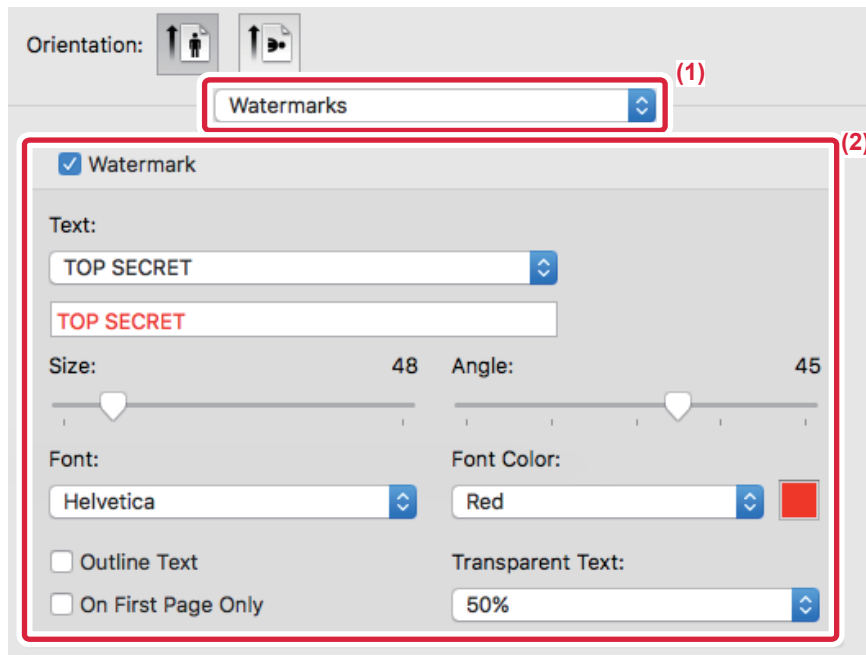 Orientation:
(1)
Watermarks
(2)
Watermark
Text:
TOP SECRET
TOP SECRET
Size: 48 Angle: 45
Font: Font Color:
Helvetica Red
Outline Text Transparent Text:
On First Page Only 50%